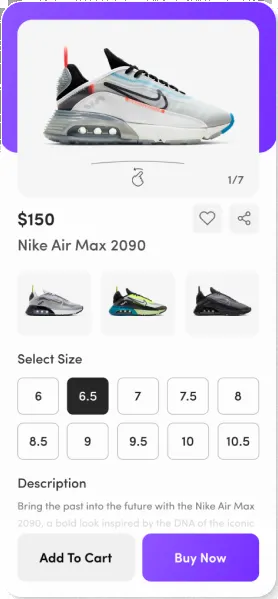 1/7
$150
Nike Air Max 2090
Select Size
6 6.5 7 7.5 8
8.5 9 9.5 10 10.5
Description
Bring the past into the future with the Nike Air Max
2090, a bold look inspired by the DNA of the iconic
Add To Cart Buy Now